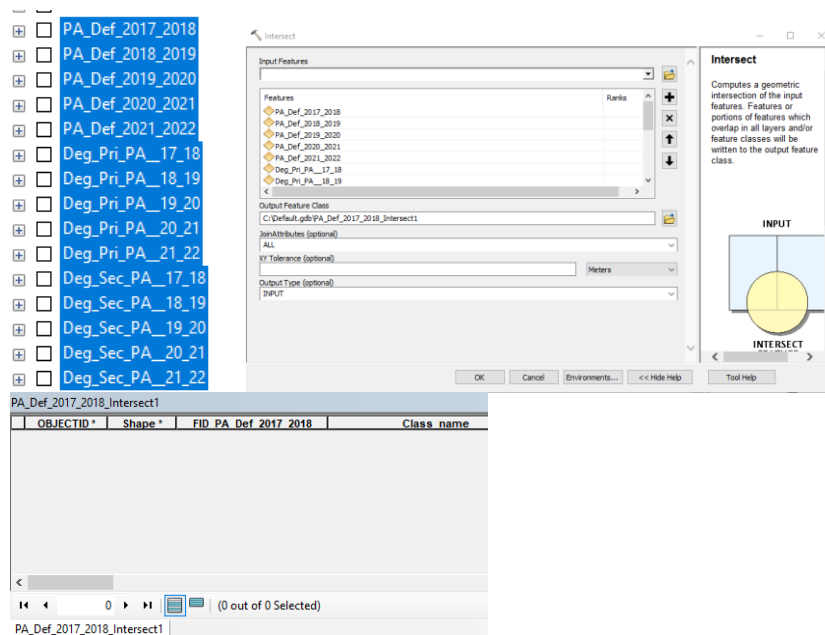 PA_Def_2017_2018
PA_Def_2018_2019
PA_Def_2019_2020
PA_Def_2020_2021
PA_Def_2021_2022
Deg_Pri_PA__17_18
Deg_Pri_PA__18_19
Deg_Pri_PA__19_20
Deg_Pri_PA__20_21
Deg_Pri_PA__21_22
Deg_Sec_PA__17_18
Deg_Sec_PA__18_19
Deg_Sec_PA__19_20
Deg_Sec_PA__20_21
Deg_Sec_PA__21_22
Intersect
Input Features
Features Ranks
PA_Def_2017_2018
PA_Def_2018_2019
PA_Def_2019_2020
PA_Def_2020_2021
PA_Def_2021_2022
Deg_Pri_PA__17_18
Deg_Pri_PA__18_19
Output Feature Class
C:\Default.gdb\PA_Def_2017_2018_Intersect1
JoinAttributes (optional)
ALL
XY Tolerance (optional)
Meters
Output Type (optional)
INPUT
OK Cancel Environments... << Hide Help Tool Help
Intersect
Computes a geometric
intersection of the input
features. Features or
portions of features which
overlap in all layers and/or
feature classes will be
written to the output feature
class.
INPUT
INTERSECT
PA_Def_2017_2018_Intersect1
OBJECTID * Shape * FID_PA_Def_2017_2018 Class_name
0 (0 out of 0 Selected)
PA_Def_2017_2018_Intersect1